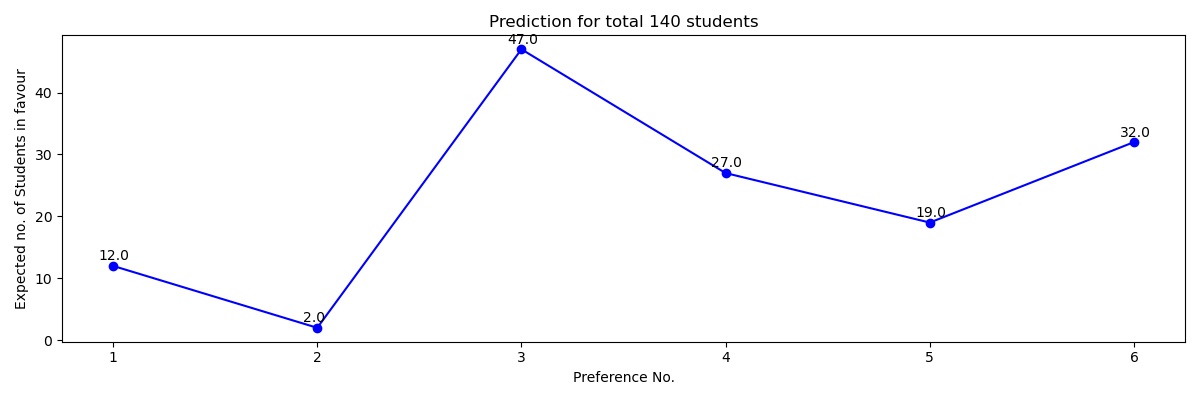 Prediction for total 140 students
Expected no. of Students in favour
40
30
20
10
0
12.0
2.0
47.0
27.0
19.0
32.0
1 2 3 4 5 6
Preference No.